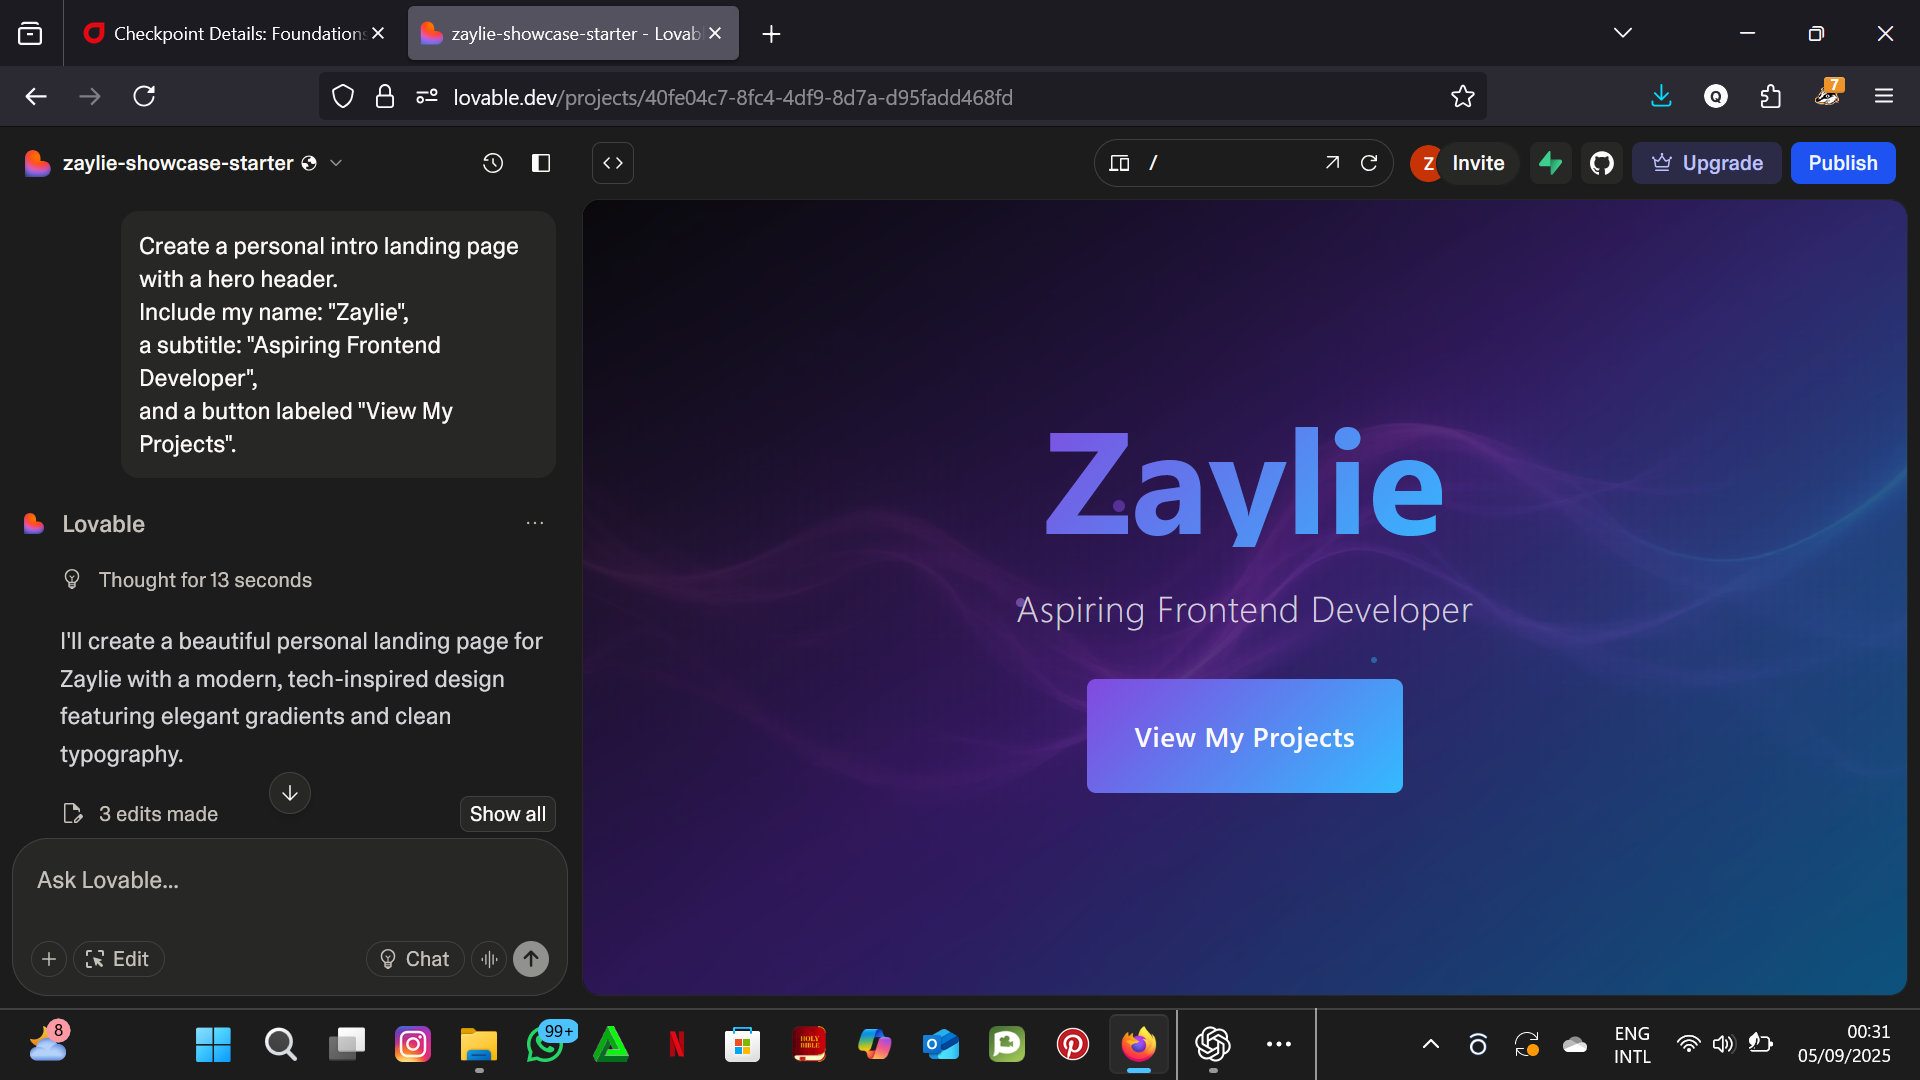 Checkpoint Details: Foundations
zaylie-showcase-starter - Lovab
lovable.dev/projects/40fe04c7-8fc4-4df9-8d7a-d95fadd468fd
Q
7
zaylie-showcase-starter
/
Z
Invite
Upgrade
Publish
Create a personal intro landing page
with a hero header.
Include my name: "Zaylie",
a subtitle: "Aspiring Frontend
Developer",
and a button labeled "View My
Projects".
Lovable
Thought for 13 seconds
I'll create a beautiful personal landing page for
Zaylie with a modern, tech-inspired design
featuring elegant gradients and clean
typography.
3 edits made
Show all
Ask Lovable...
Edit
Chat
Zaylie
Aspiring Frontend Developer
View My Projects
8
99+
N
HOLY
BIBLE
ENG
INTL
00:31
05/09/2025